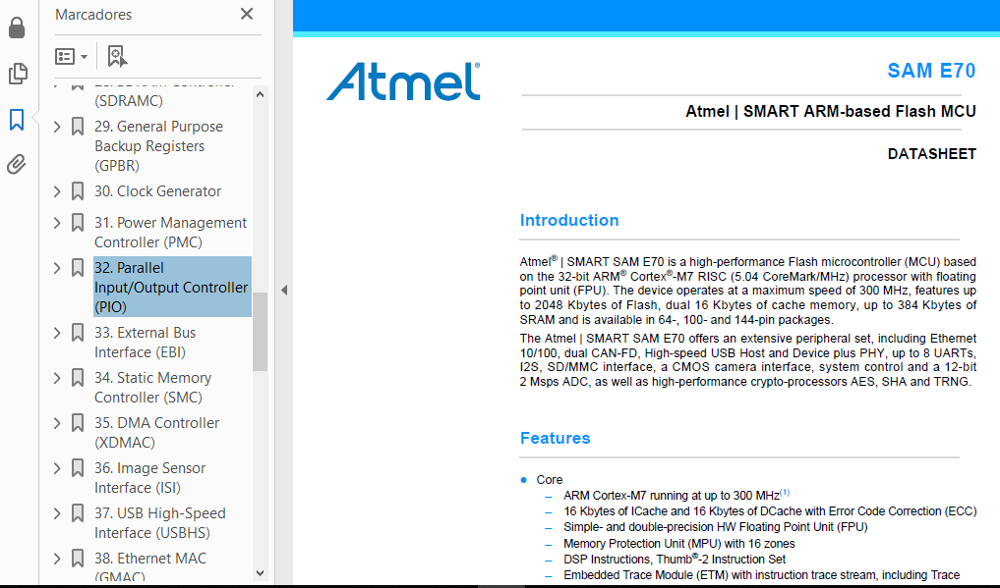 Marcadores
(SDRAMC)
29. General Purpose
Backup Registers
(GPBR)
30. Clock Generator
31. Power Management
Controller (PMC)
32. Parallel
Input/Output Controller
(PIO)
33. External Bus
Interface (EBI)
34. Static Memory
Controller (SMC)
35. DMA Controller
(XDMAC)
36. Image Sensor
Interface (ISI)
37. USB High-Speed
Interface (USBHS)
38. Ethernet MAC
(GMAC)
Atmel®
SAM E70
Atmel | SMART ARM-based Flash MCU
DATASHEET
Introduction
Atmel® | SMART SAM E70 is a high-performance Flash microcontroller (MCU) based
on the 32-bit ARM® Cortex®-M7 RISC (5.04 CoreMark/MHz) processor with floating
point unit (FPU). The device operates at a maximum speed of 300 MHz, features up
to 2048 Kbytes of Flash, dual 16 Kbytes of cache memory, up to 384 Kbytes of
SRAM and is available in 64-, 100- and 144-pin packages.
The Atmel | SMART SAM E70 offers an extensive peripheral set, including Ethernet
10/100, dual CAN-FD, High-speed USB Host and Device plus PHY, up to 8 UARTs,
I2S, SD/MMC interface, a CMOS camera interface, system control and a 12-bit
2 Msps ADC, as well as high-performance crypto-processors AES, SHA and TRNG.
Features
● Core
– ARM Cortex-M7 running at up to 300 MHz(1)
– 16 Kbytes of ICache and 16 Kbytes of DCache with Error Code Correction (ECC)
– Simple- and double-precision HW Floating Point Unit (FPU)
– Memory Protection Unit (MPU) with 16 zones
– DSP Instructions, Thumb®-2 Instruction Set
– Embedded Trace Module (ETM) with instruction trace stream, including Trace